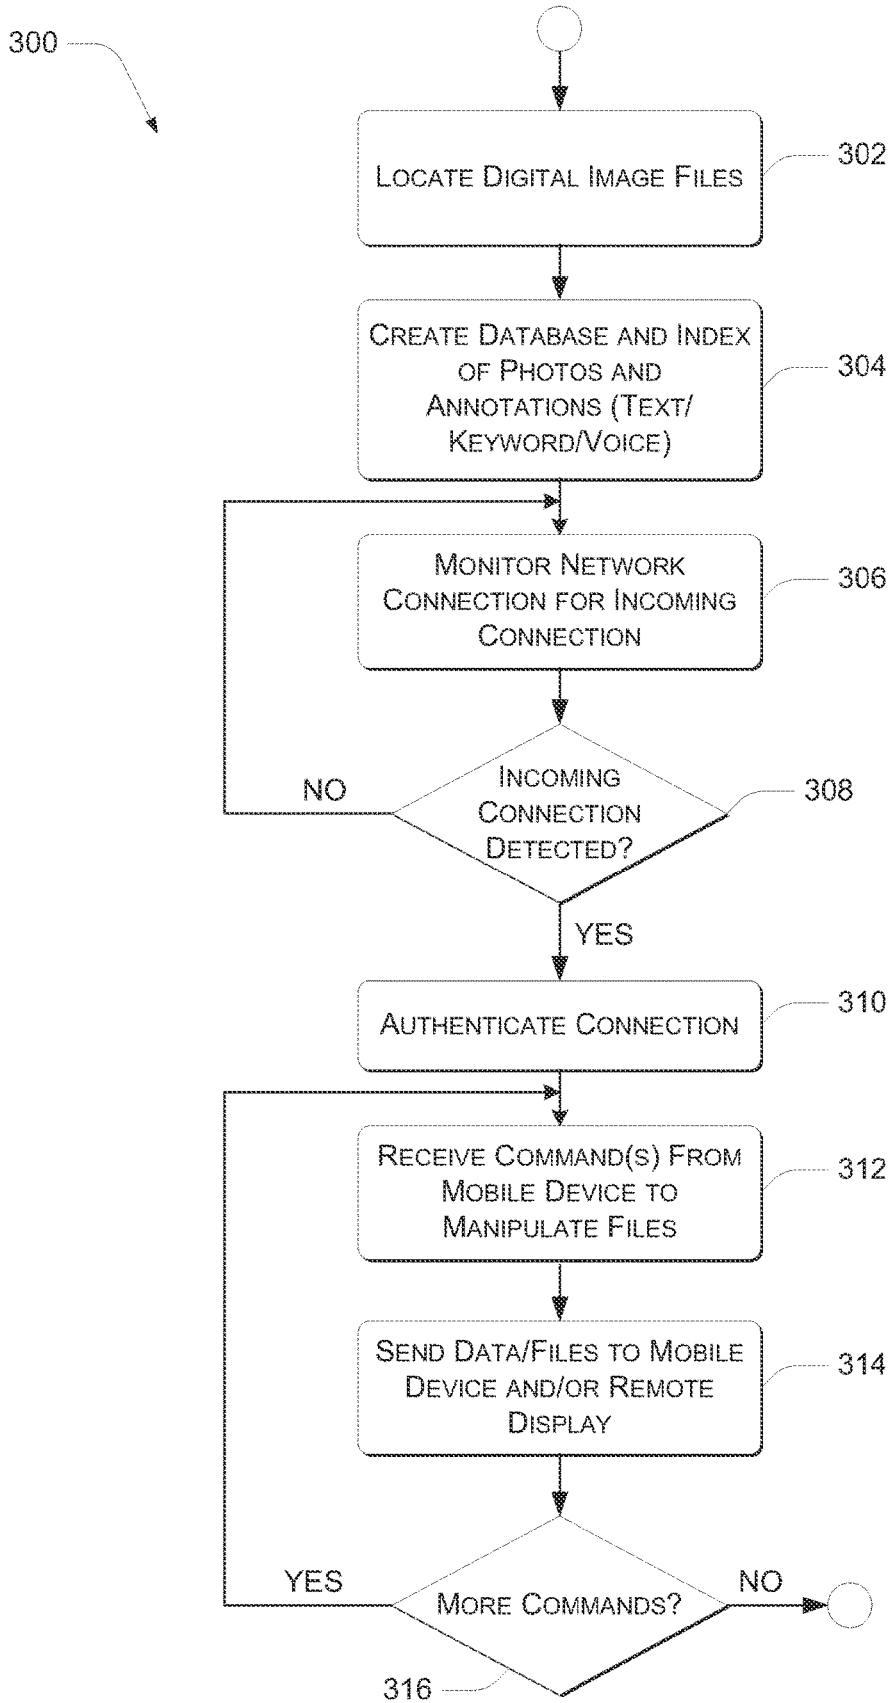 300
LOCATE DIGITAL IMAGE FILES
302
CREATE DATABASE AND INDEX
OF PHOTOS AND
ANNOTATIONS (TEXT/
KEYWORD/VOICE)
304
MONITOR NETWORK
CONNECTION FOR INCOMING
CONNECTION
306
INCOMING
CONNECTION
DETECTED?
308
NO
YES
AUTHENTICATE CONNECTION
310
RECEIVE COMMAND(S) FROM
MOBILE DEVICE TO
MANIPULATE FILES
312
SEND DATA/FILES TO MOBILE
DEVICE AND/OR REMOTE
DISPLAY
314
YES
MORE COMMANDS?
NO
316